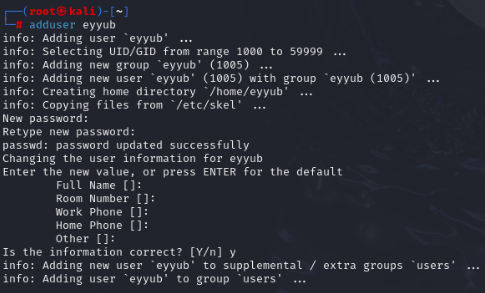 ┌──(root㉿kali)-[~]
└─# adduser eyyub
info: Adding user `eyyub' ...
info: Selecting UID/GID from range 1000 to 59999 ...
info: Adding new group `eyyub' (1005) ...
info: Adding new user `eyyub' (1005) with group `eyyub (1005)' ...
info: Creating home directory `/home/eyyub' ...
info: Copying files from `/etc/skel' ...
New password:
Retype new password:
passwd: password updated successfully
Changing the user information for eyyub
Enter the new value, or press ENTER for the default
        Full Name []:
        Room Number []:
        Work Phone []:
        Home Phone []:
        Other []:
Is the information correct? [Y/n] y
info: Adding new user `eyyub' to supplemental / extra groups `users' ...
info: Adding user `eyyub' to group `users' ...